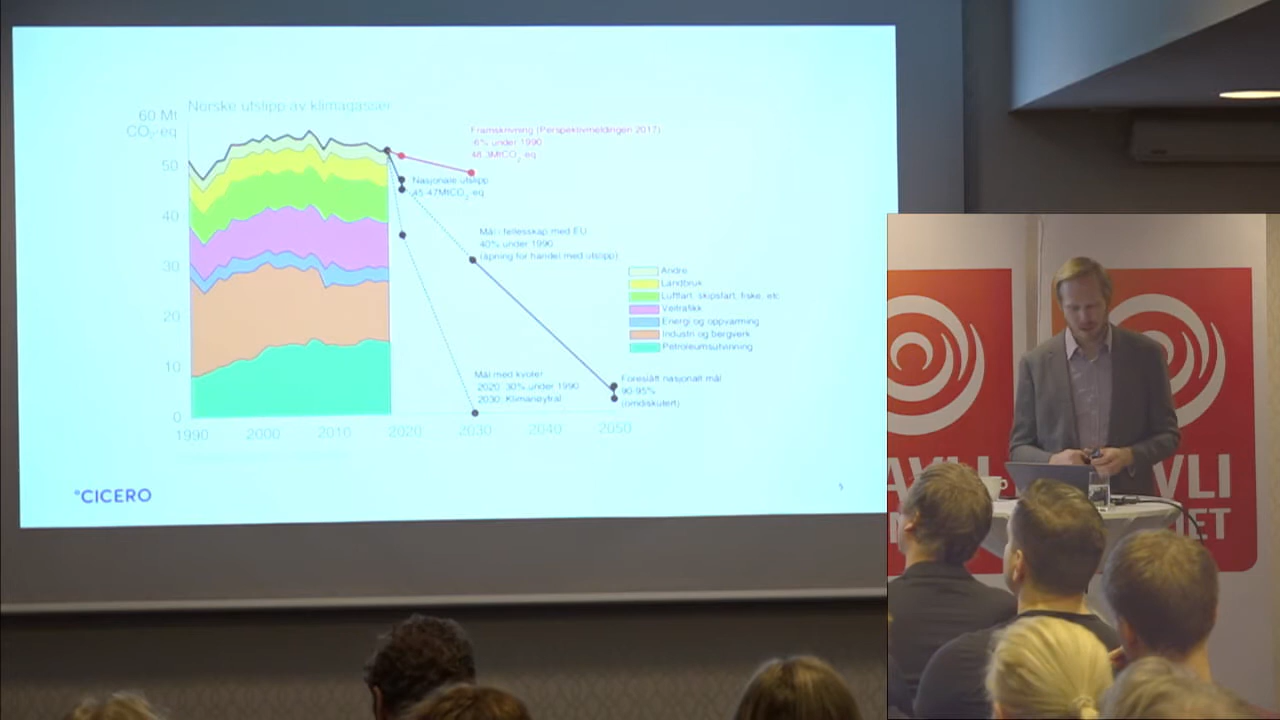 Norske utslipp av klimagasser
60 Mt
CO₂-eq
50
40
30
20
10
0
1990
2000
2010
2020
2030
2040
2050
Framskrivning (Perspektivmeldingen 2017)
-6% under 1990
48.3MtCO₂-eq
Nasjonale utslipp
45-47MtCO₂-eq
Mål i fellesskap med EU
40% under 1990
(åpning for handel med utslipp)
Andre
Landbruk
Luftfart, skipsfart, fiske, etc
Veitrafikk
Energi og oppvarming
Industri og bergverk
Petroleumsutvinning
Mål med kvoter
2020: 30% under 1990
2030: Klimanøytral
Foreslått nasjonalt mål
90-95%
(omdiskutert)
°CICERO
5
VLI
ET